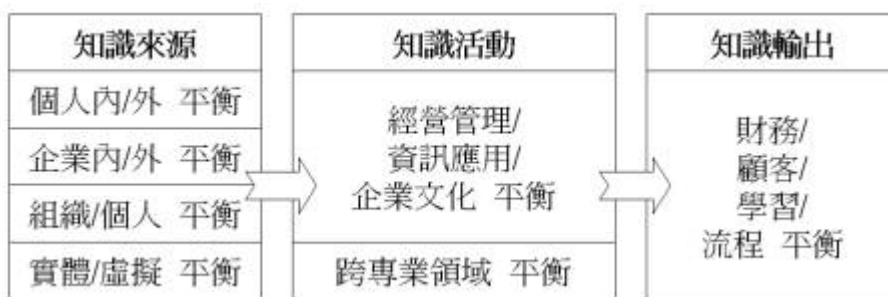 知識來源
個人內/外 平衡
企業內/外 平衡
組織/個人 平衡
實體/虛擬 平衡
知識活動
經營管理/
資訊應用/
企業文化 平衡
跨專業領域 平衡
知識輸出
財務/
顧客/
學習/
流程 平衡